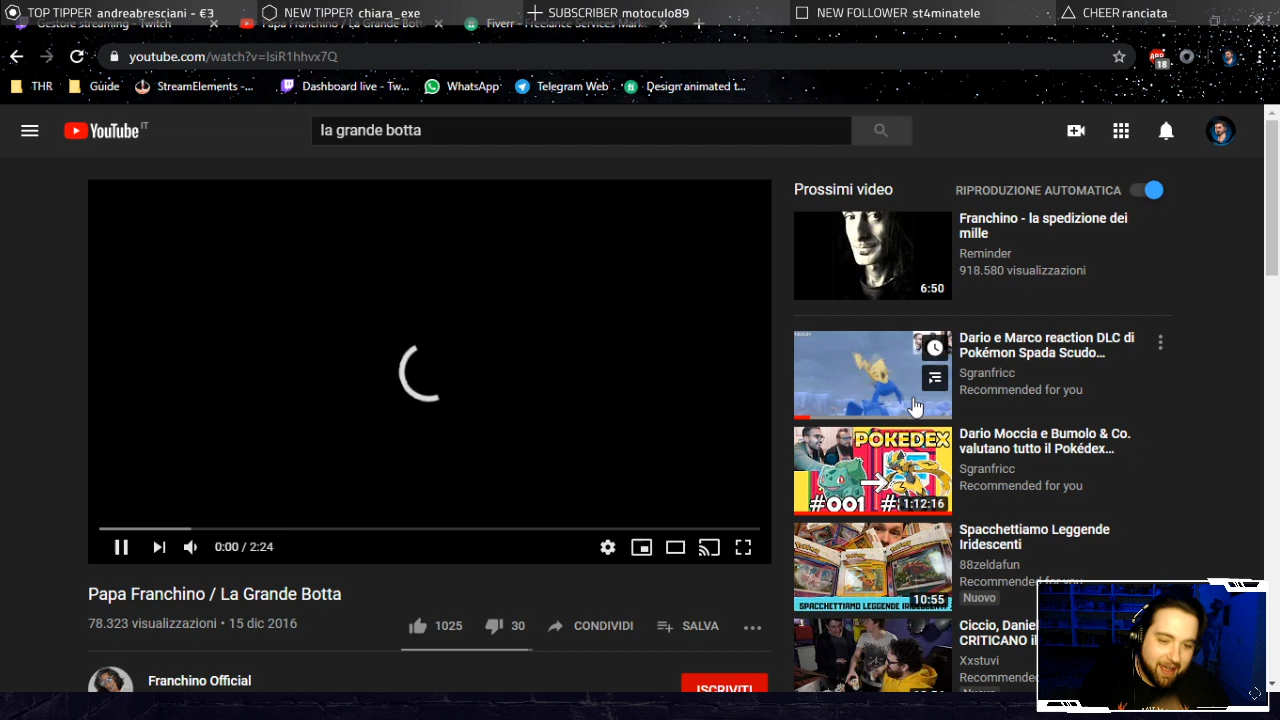 TOP TIPPER andreabresciani - €3
NEW TIPPER chiara_exe
SUBSCRIBER motoculo89
NEW FOLLOWER st4minatele
CHEER ranciata
Gestore streaming - Twitch
Papa Franchino / La Grande Bott
Fiverr - Freelance Services Marke
youtube.com/watch?v=lsiR1hhvx7Q
18
THR
Guide
StreamElements -...
Dashboard live - Tw...
WhatsApp
Telegram Web
Design animated t...
YouTube IT
la grande botta
Prossimi video
RIPRODUZIONE AUTOMATICA
Franchino - la spedizione dei
mille
Reminder
918.580 visualizzazioni
6:50
Dario e Marco reaction DLC di
Pokémon Spada Scudo...
Sgranfricc
Recommended for you
Dario Moccia e Bumolo & Co.
valutano tutto il Pokédex...
Sgranfricc
Recommended for you
POKEDEX
#001
1:12:16
Spacchettiamo Leggende
Iridescenti
88zeldafun
Recommended for you
Nuovo
10:55
SPACCHETTIAMO LEGGENDE IRIDESCENTI
Ciccio, Daniel
CRITICANO il
Xxstuvi
Recommended
0:00 / 2:24
Papa Franchino / La Grande Botta
78.323 visualizzazioni • 15 dic 2016
1025
30
CONDIVIDI
SALVA
Franchino Official
ISCRIVITI